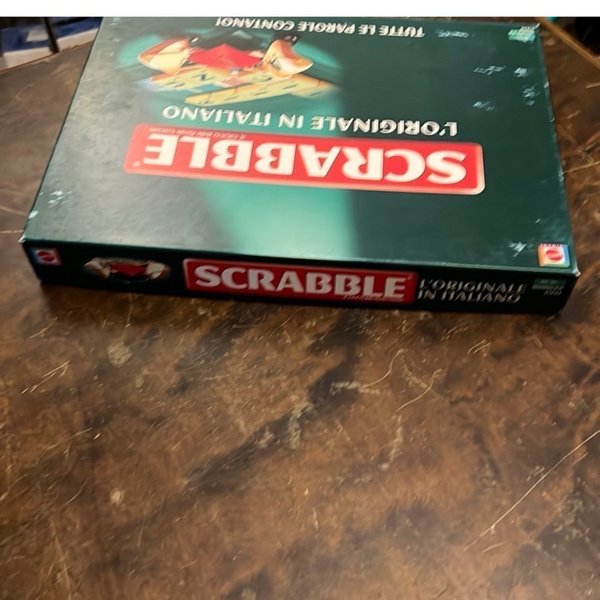 SCRABBLE
L'ORIGINALE IN ITALIANO
TUTTE LE PAROLE CONTANO!
SCRABBLE
L'ORIGINALE
IN ITALIANO